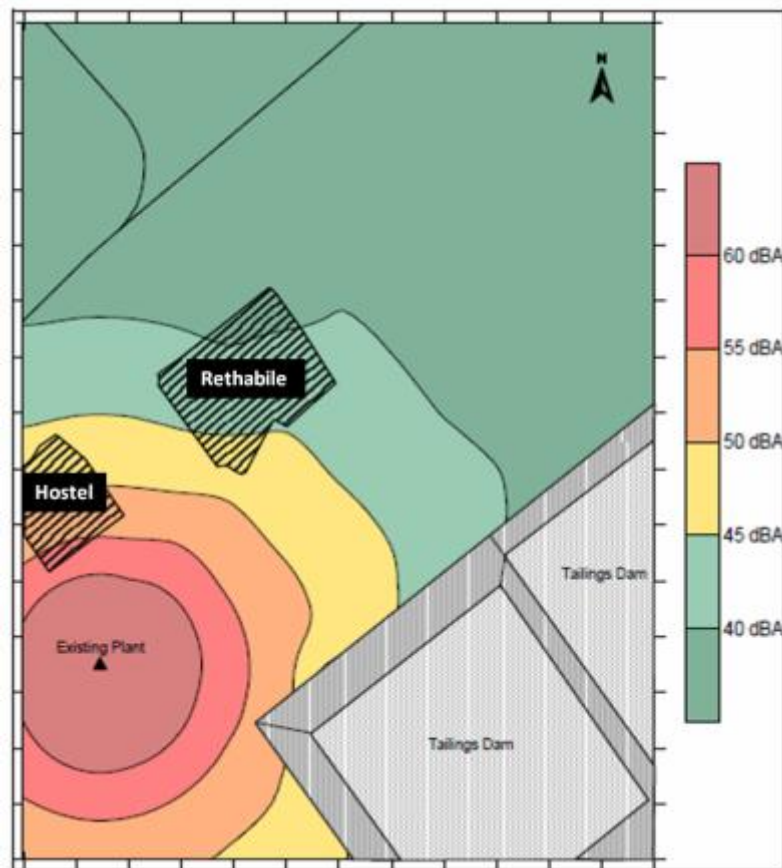 N
60 dBA
55 dBA
50 dBA
45 dBA
40 dBA
Rethabile
Hostel
Tailings Dam
Existing Plant
Tailings Dam